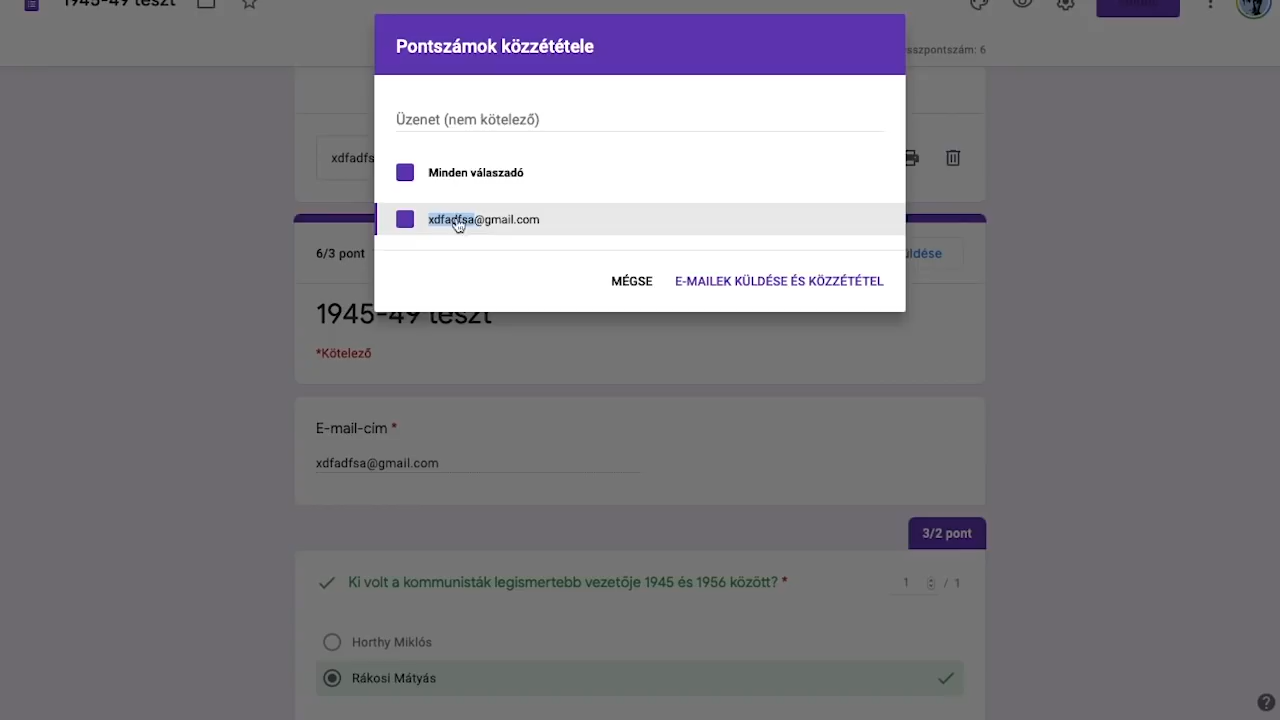 1945-49 teszt
Pontszámok közzététele
sszpontszám: 6
Üzenet (nem kötelező)
xdfadfs
Minden válaszadó
xdfadfsa@gmail.com
6/3 pont
ldése
MÉGSE
E-MAILEK KÜLDÉSE ÉS KÖZZÉTÉTEL
1945-49 teszt
*Kötelező
E-mail-cím *
xdfadfsa@gmail.com
3/2 pont
Ki volt a kommunisták legismertebb vezetője 1945 és 1956 között? *
1 / 1
Horthy Miklós
Rákosi Mátyás